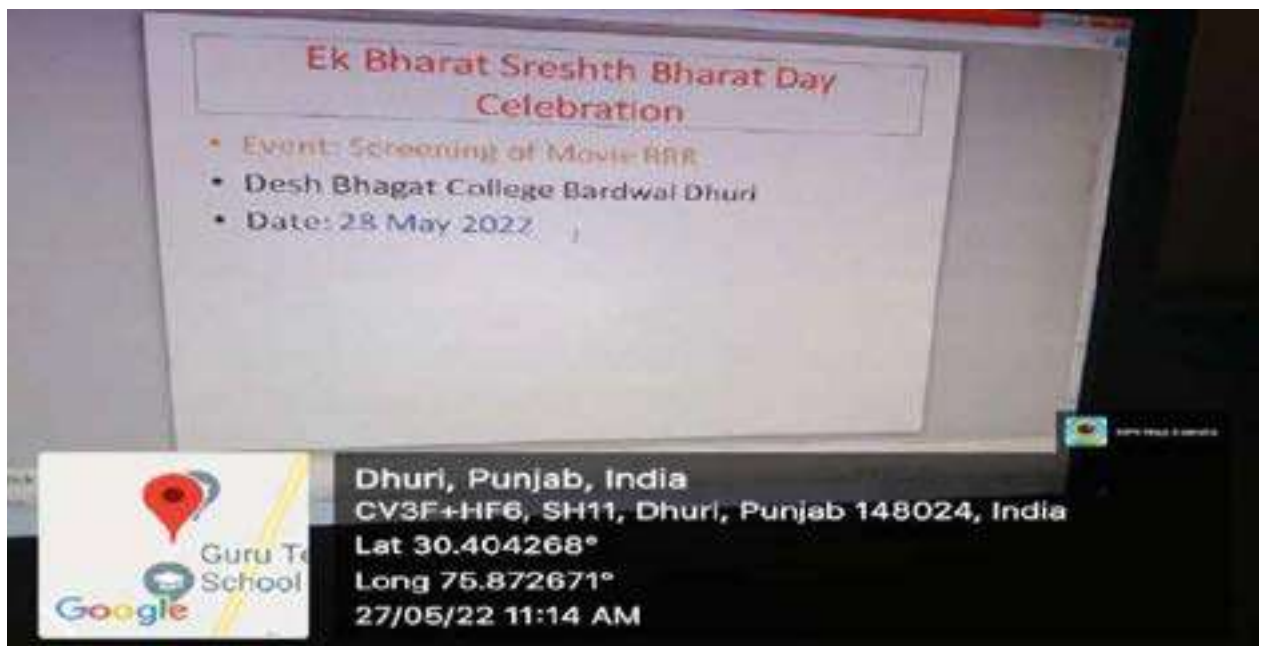 Ek Bharat Sreshth Bharat Day
Celebration
• Event: Screening of Movie RRR
• Desh Bhagat College Bardwal Dhuri
• Date: 28 May 2022
Guru Te
School
Google
Dhuri, Punjab, India
CV3F+HF6, SH11, Dhuri, Punjab 148024, India
Lat 30.404268°
Long 75.872671°
27/05/22 11:14 AM